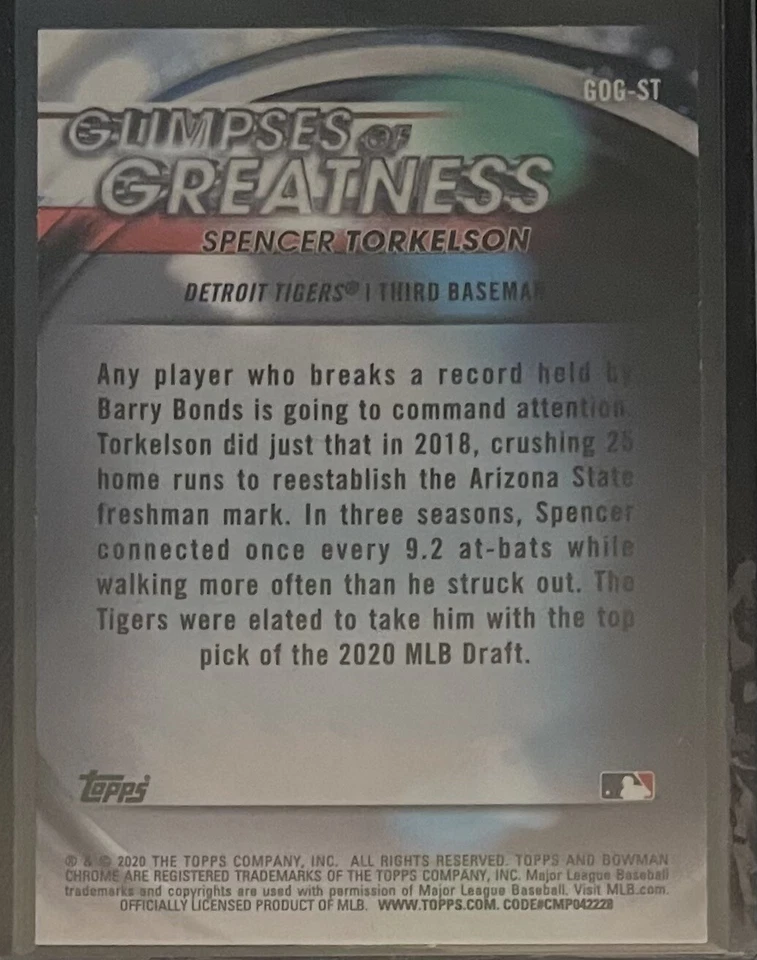 GOG-ST
GLIMPSES OF
GREATNESS
SPENCER TORKELSON
DETROIT TIGERS® | THIRD BASEMAN
Any player who breaks a record held by
Barry Bonds is going to command attention.
Torkelson did just that in 2018, crushing 25
home runs to reestablish the Arizona State
freshman mark. In three seasons, Spencer
connected once every 9.2 at-bats while
walking more often than he struck out. The
Tigers were elated to take him with the top
pick of the 2020 MLB Draft.
Topps
® & © 2020 THE TOPPS COMPANY, INC. ALL RIGHTS RESERVED. TOPPS AND BOWMAN
CHROME ARE REGISTERED TRADEMARKS OF THE TOPPS COMPANY, INC. Major League Baseball
trademarks and copyrights are used with permission of Major League Baseball. Visit MLB.com.
OFFICIALLY LICENSED PRODUCT OF MLB. WWW.TOPPS.COM. CODE#CMP042228